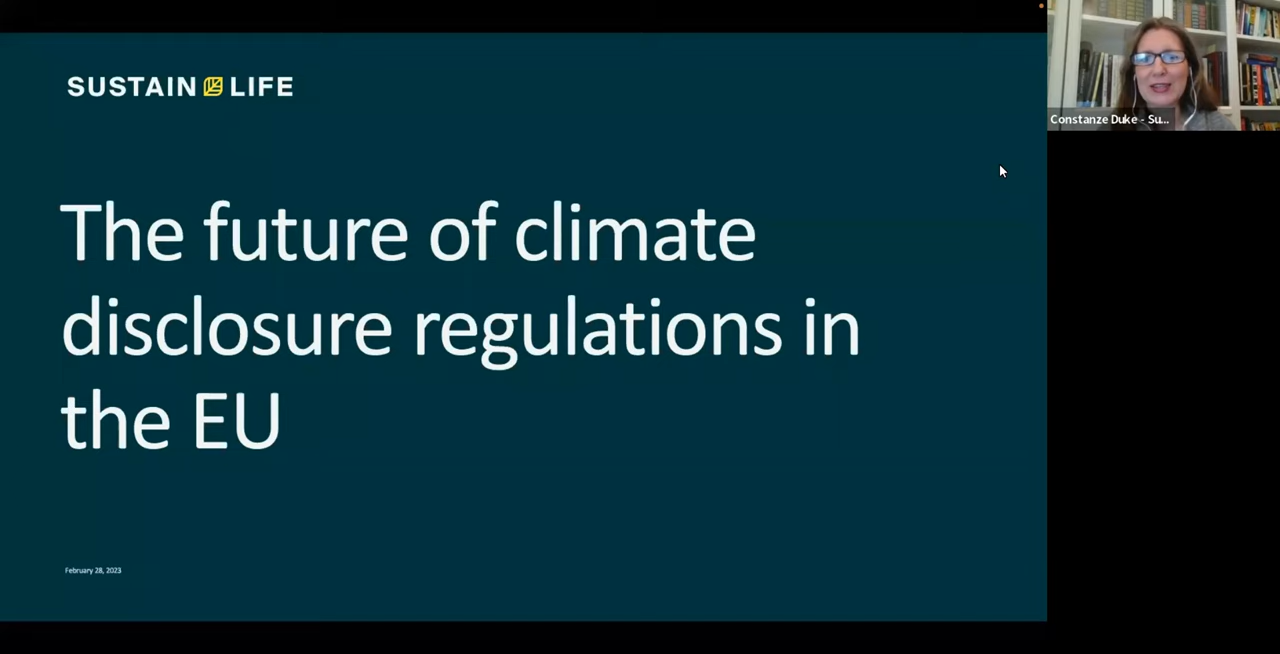 SUSTAIN LIFE
Constanze Duke - Su...
The future of climate
disclosure regulations in
the EU
February 28, 2023